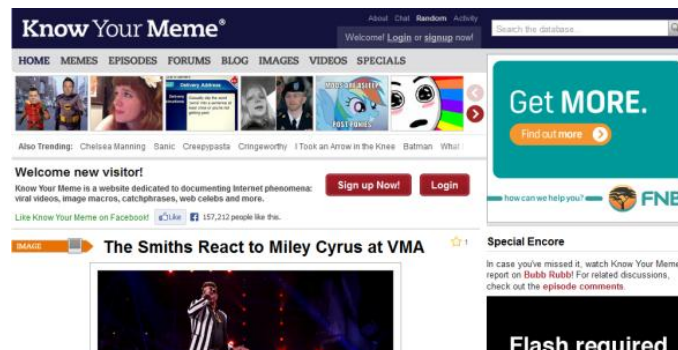 Know Your Meme®
About Chat Random Activity
Welcome! Login or signup now!
Search the database...
HOME MEMES EPISODES FORUMS BLOG IMAGES VIDEOS SPECIALS
Delivery Address
MODS ARE ASLEEP
POST PONIES
Also Trending: Chelsea Manning Sanic Creepypasta Cringeworthy I Took an Arrow in the Knee Batman What
Welcome new visitor!
Know Your Meme is a website dedicated to documenting Internet phenomena:
viral videos, image macros, catchphrases, web celebs and more.
Sign up Now!
Login
Like Know Your Meme on Facebook!
Like
157,212 people like this.
Get MORE.
Find out more
how can we help you?
FNB
IMAGE
The Smiths React to Miley Cyrus at VMA
1
Special Encore
In case you've missed it, watch Know Your Meme
report on Bubb Rubb! For related discussions,
check out the episode comments.
Flash required